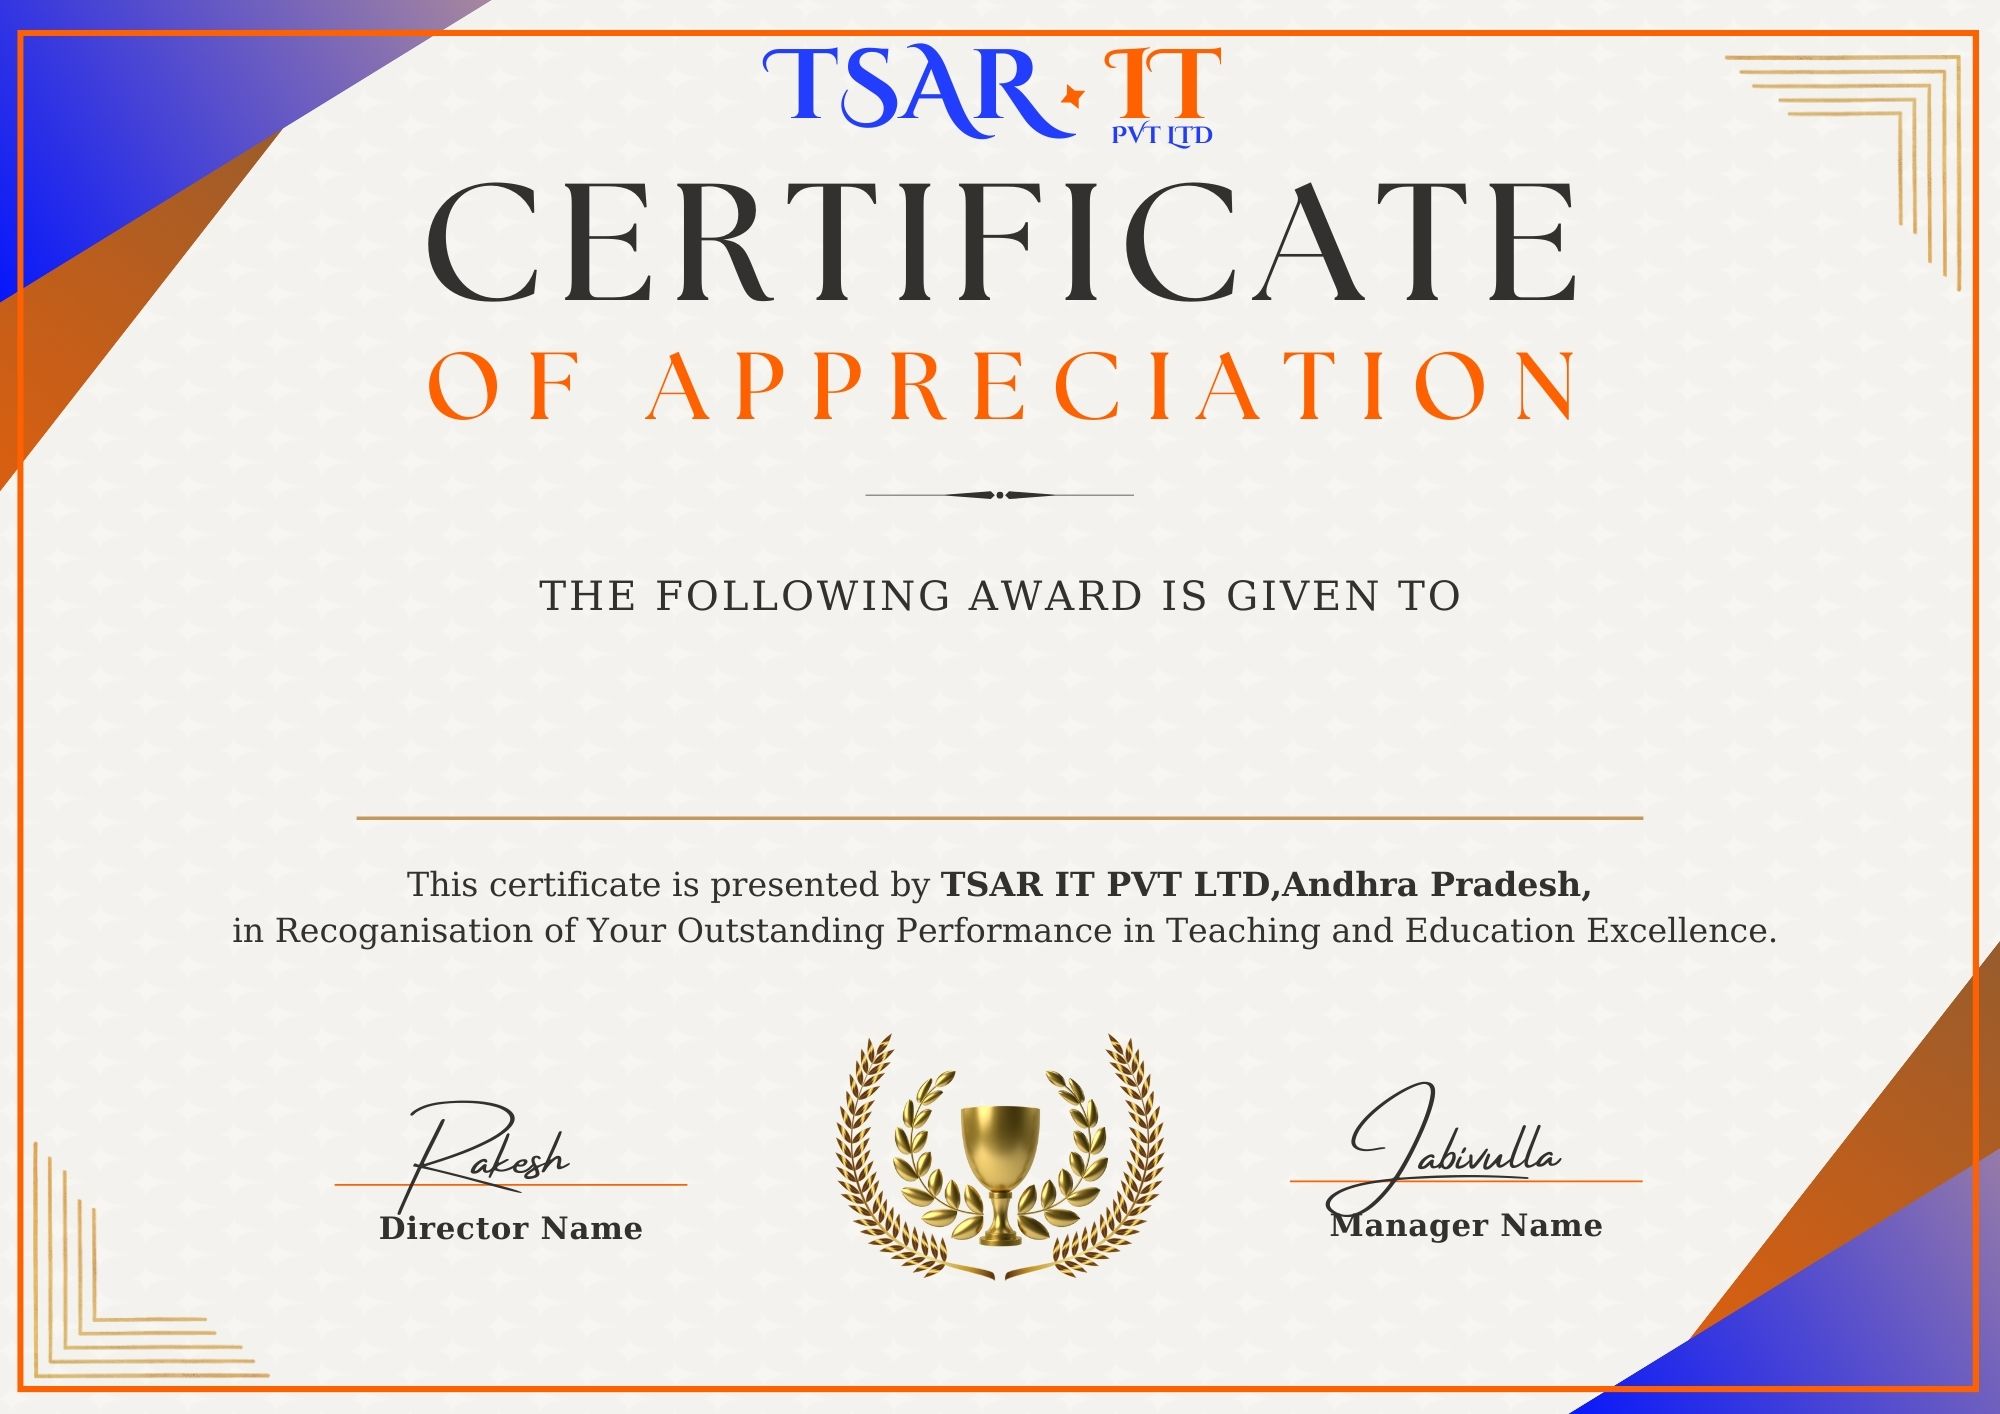 TSAR IT
PVT LTD
CERTIFICATE
OF APPRECIATION
THE FOLLOWING AWARD IS GIVEN TO
This certificate is presented by TSAR IT PVT LTD,Andhra Pradesh,
in Recoganisation of Your Outstanding Performance in Teaching and Education Excellence.
Rakesh
Director Name
Jabivulla
Manager Name